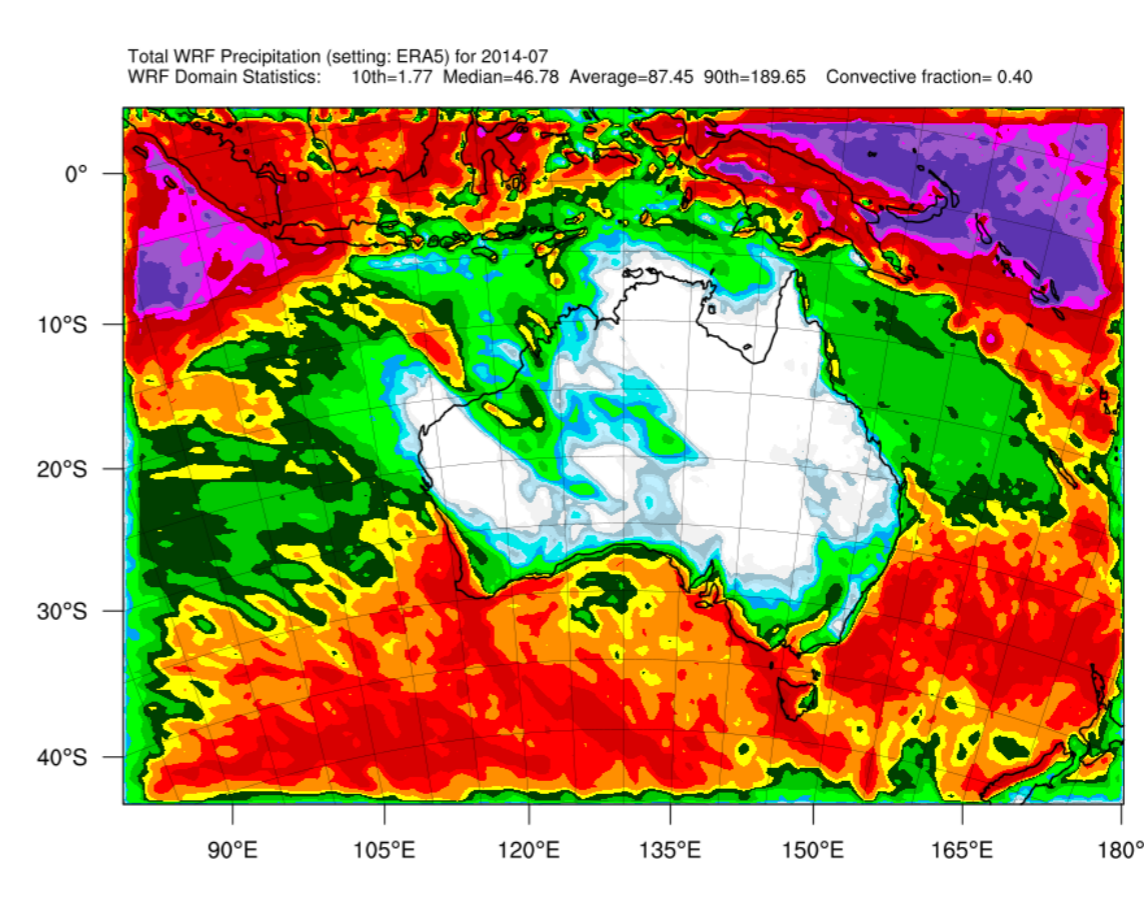 Total WRF Precipitation (setting: ERA5) for 2014-07
WRF Domain Statistics: 10th=1.77 Median=46.78 Average=87.45 90th=189.65 Convective fraction= 0.40
0°
10°S
20°S
30°S
40°S
90°E 105°E 120°E 135°E 150°E 165°E 180°